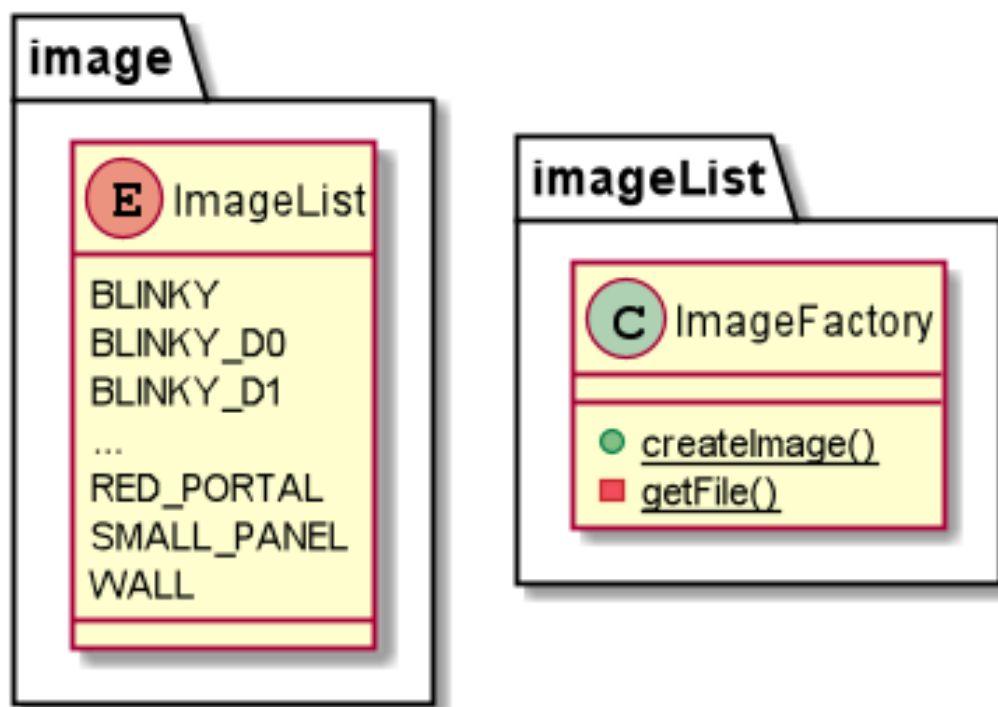 image
E ImageList
BLINKY
BLINKY_D0
BLINKY_D1
...
RED_PORTAL
SMALL_PANEL
WALL
imageList
C ImageFactory
createImage()
getFile()